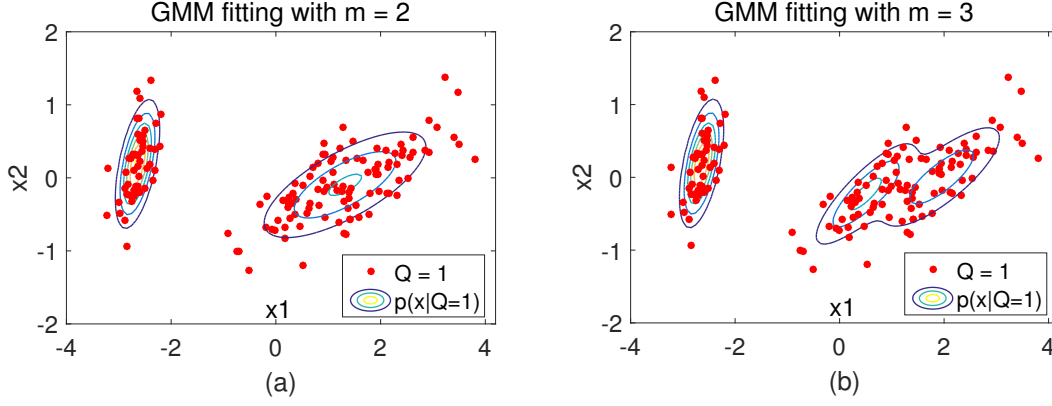 GMM fitting with m = 2
2
1
0
-1
-2
x2
-4
-2
0
2
4
x1
Q = 1
p(x|Q=1)
(a)
GMM fitting with m = 3
2
1
0
-1
-2
x2
-4
-2
0
2
4
x1
Q = 1
p(x|Q=1)
(b)